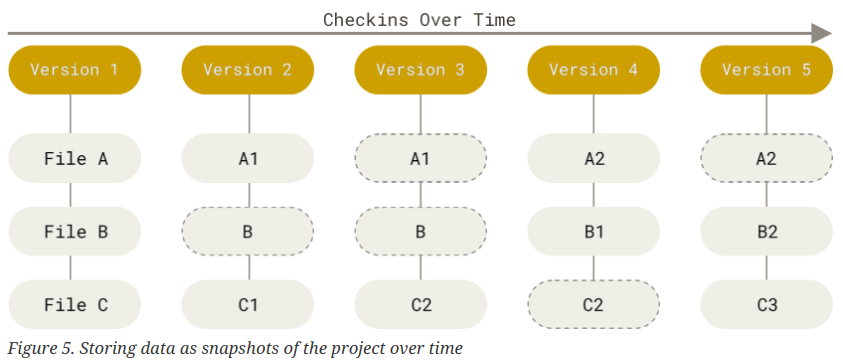 Checkins Over Time
Version 1 Version 2 Version 3 Version 4 Version 5
File A A1 A1 A2 A2
File B B B B1 B2
File C C1 C2 C2 C3
Figure 5. Storing data as snapshots of the project over time